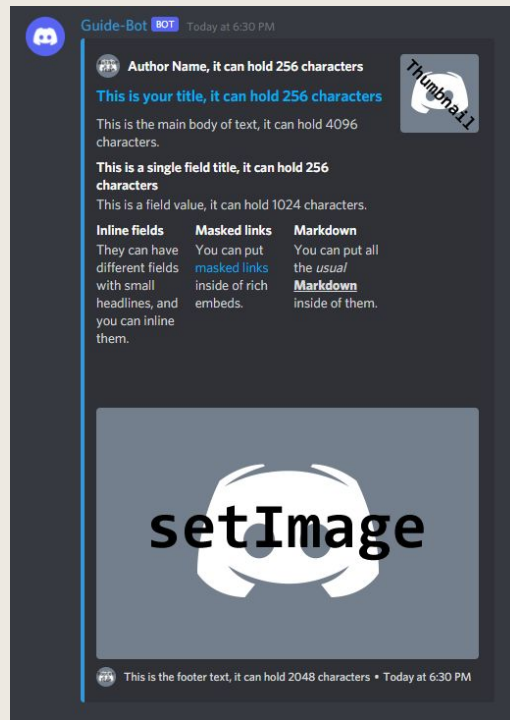 Guide-Bot BOT Today at 6:30 PM
Author Name, it can hold 256 characters
Thumbnail
This is your title, it can hold 256 characters
This is the main body of text, it can hold 4096
characters.
This is a single field title, it can hold 256
characters
This is a field value, it can hold 1024 characters.
Inline fields
They can have
different fields
with small
headlines, and
you can inline
them.
Masked links
You can put
masked links
inside of rich
embeds.
Markdown
You can put all
the usual
Markdown
inside of them.
setImage
This is the footer text, it can hold 2048 characters • Today at 6:30 PM